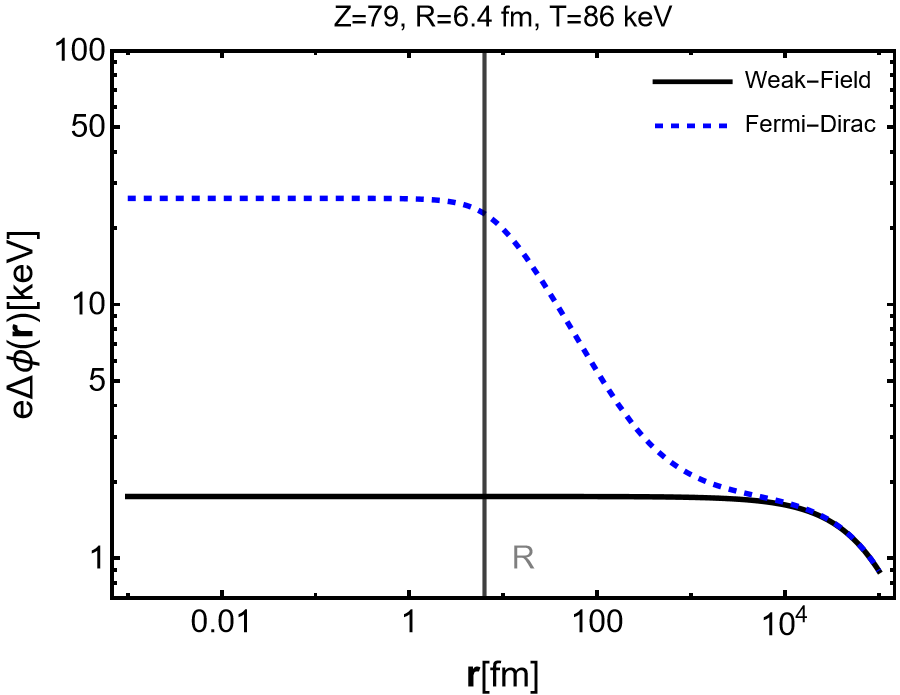 Z=79, R=6.4 fm, T=86 keV
100
50
10
5
1
eΔϕ(r)[keV]
Weak−Field
Fermi−Dirac
R
0.01
1
100
10⁴
r[fm]